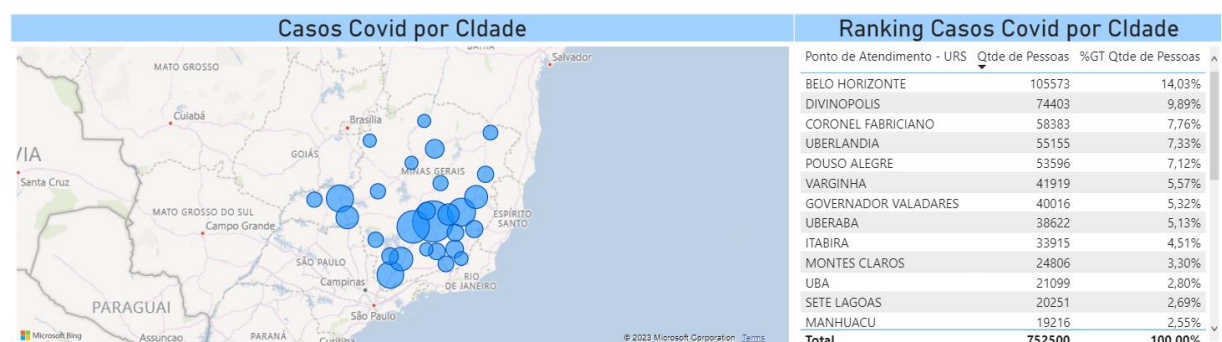 Casos Covid por CIdade
Ranking Casos Covid por CIdade
MATO GROSSO
Salvador
Cuiabá
Brasília
GOIÁS
MINAS GERAIS
Santa Cruz
MATO GROSSO DO SUL
Campo Grande
ESPÍRITO
SANTO
SÃO PAULO
Campinas
RIO
DE JANEIRO
PARAGUAI
São Paulo
Microsoft Bing
Assuncao
PARANÁ
Curitiba
© 2023 Microsoft Corporation Terms
Ponto de Atendimento - URS Qtde de Pessoas %GT Qtde de Pessoas
BELO HORIZONTE 105573 14,03%
DIVINOPOLIS 74403 9,89%
CORONEL FABRICIANO 58383 7,76%
UBERLANDIA 55155 7,33%
POUSO ALEGRE 53596 7,12%
VARGINHA 41919 5,57%
GOVERNADOR VALADARES 40016 5,32%
UBERABA 38622 5,13%
ITABIRA 33915 4,51%
MONTES CLAROS 24806 3,30%
UBA 21099 2,80%
SETE LAGOAS 20251 2,69%
MANHUACU 19216 2,55%
Total 752500 100,00%